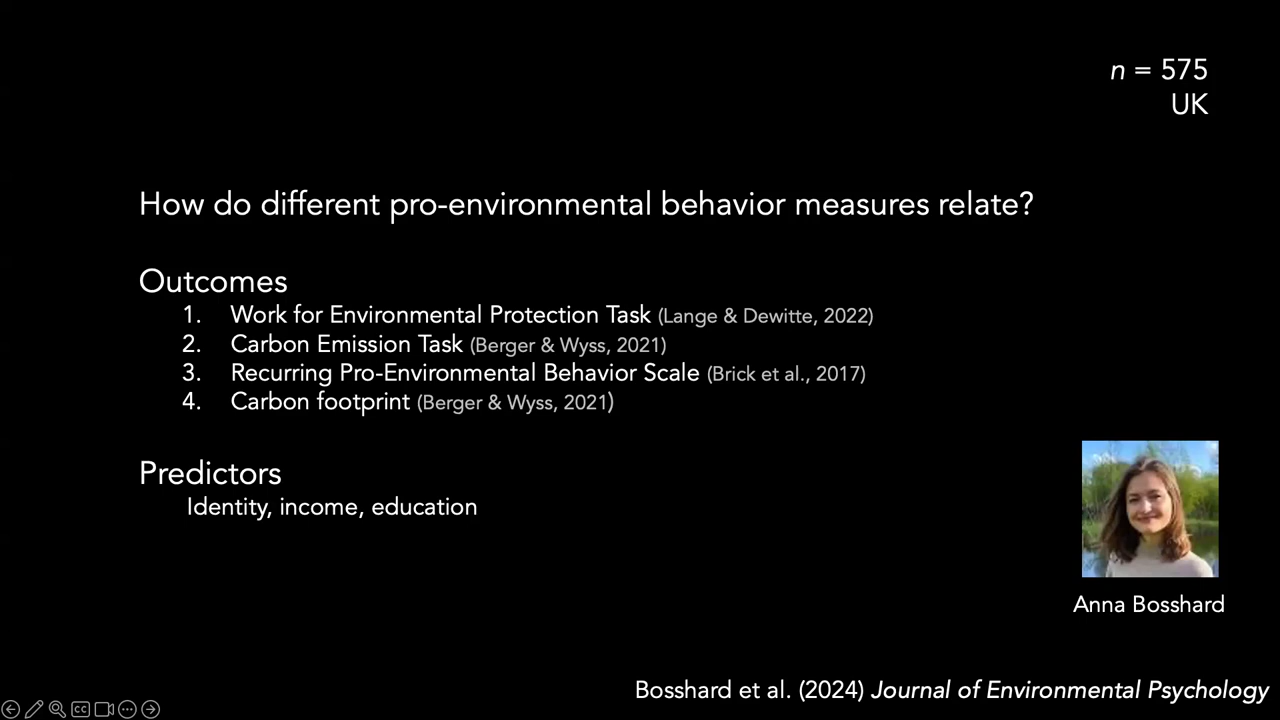 n = 575
UK
How do different pro-environmental behavior measures relate?
Outcomes
1. Work for Environmental Protection Task (Lange & Dewitte, 2022)
2. Carbon Emission Task (Berger & Wyss, 2021)
3. Recurring Pro-Environmental Behavior Scale (Brick et al., 2017)
4. Carbon footprint (Berger & Wyss, 2021)
Predictors
Identity, income, education
Anna Bosshard
Bosshard et al. (2024) Journal of Environmental Psychology
CC